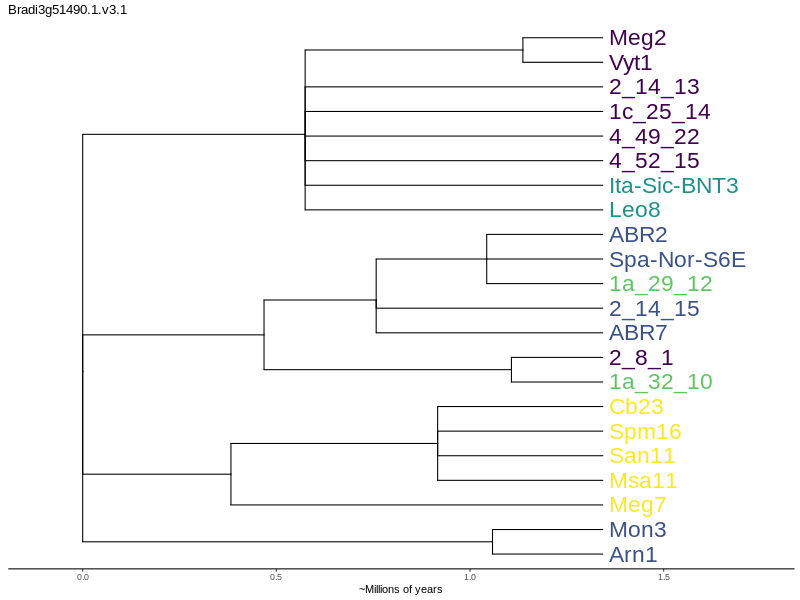 Bradi3g51490.1.v3.1
Meg2
Vyt1
2_14_13
1c_25_14
4_49_22
4_52_15
Ita-Sic-BNT3
Leo8
ABR2
Spa-Nor-S6E
1a_29_12
2_14_15
ABR7
2_8_1
1a_32_10
Cb23
Spm16
San11
Msa11
Meg7
Mon3
Arn1
0.0 0.5 1.0 1.5
~Millions of years